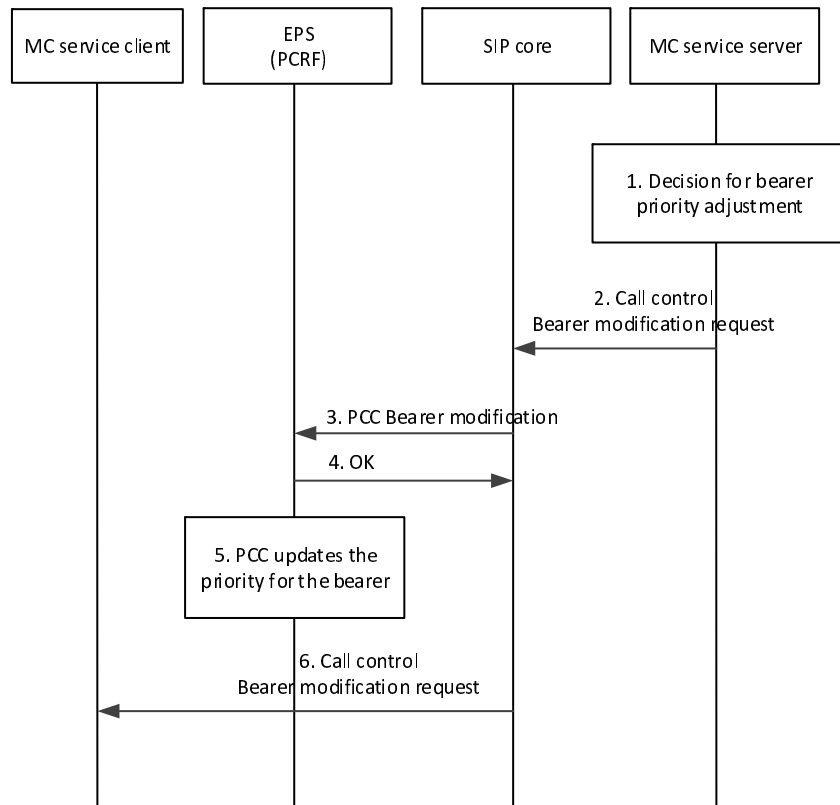 MC service client
EPS
(PCRF)
SIP core
MC service server
1. Decision for bearer
priority adjustment
2. Call control
Bearer modification request
3. PCC Bearer modification
4. OK
5. PCC updates the
priority for the bearer
6. Call control
Bearer modification request